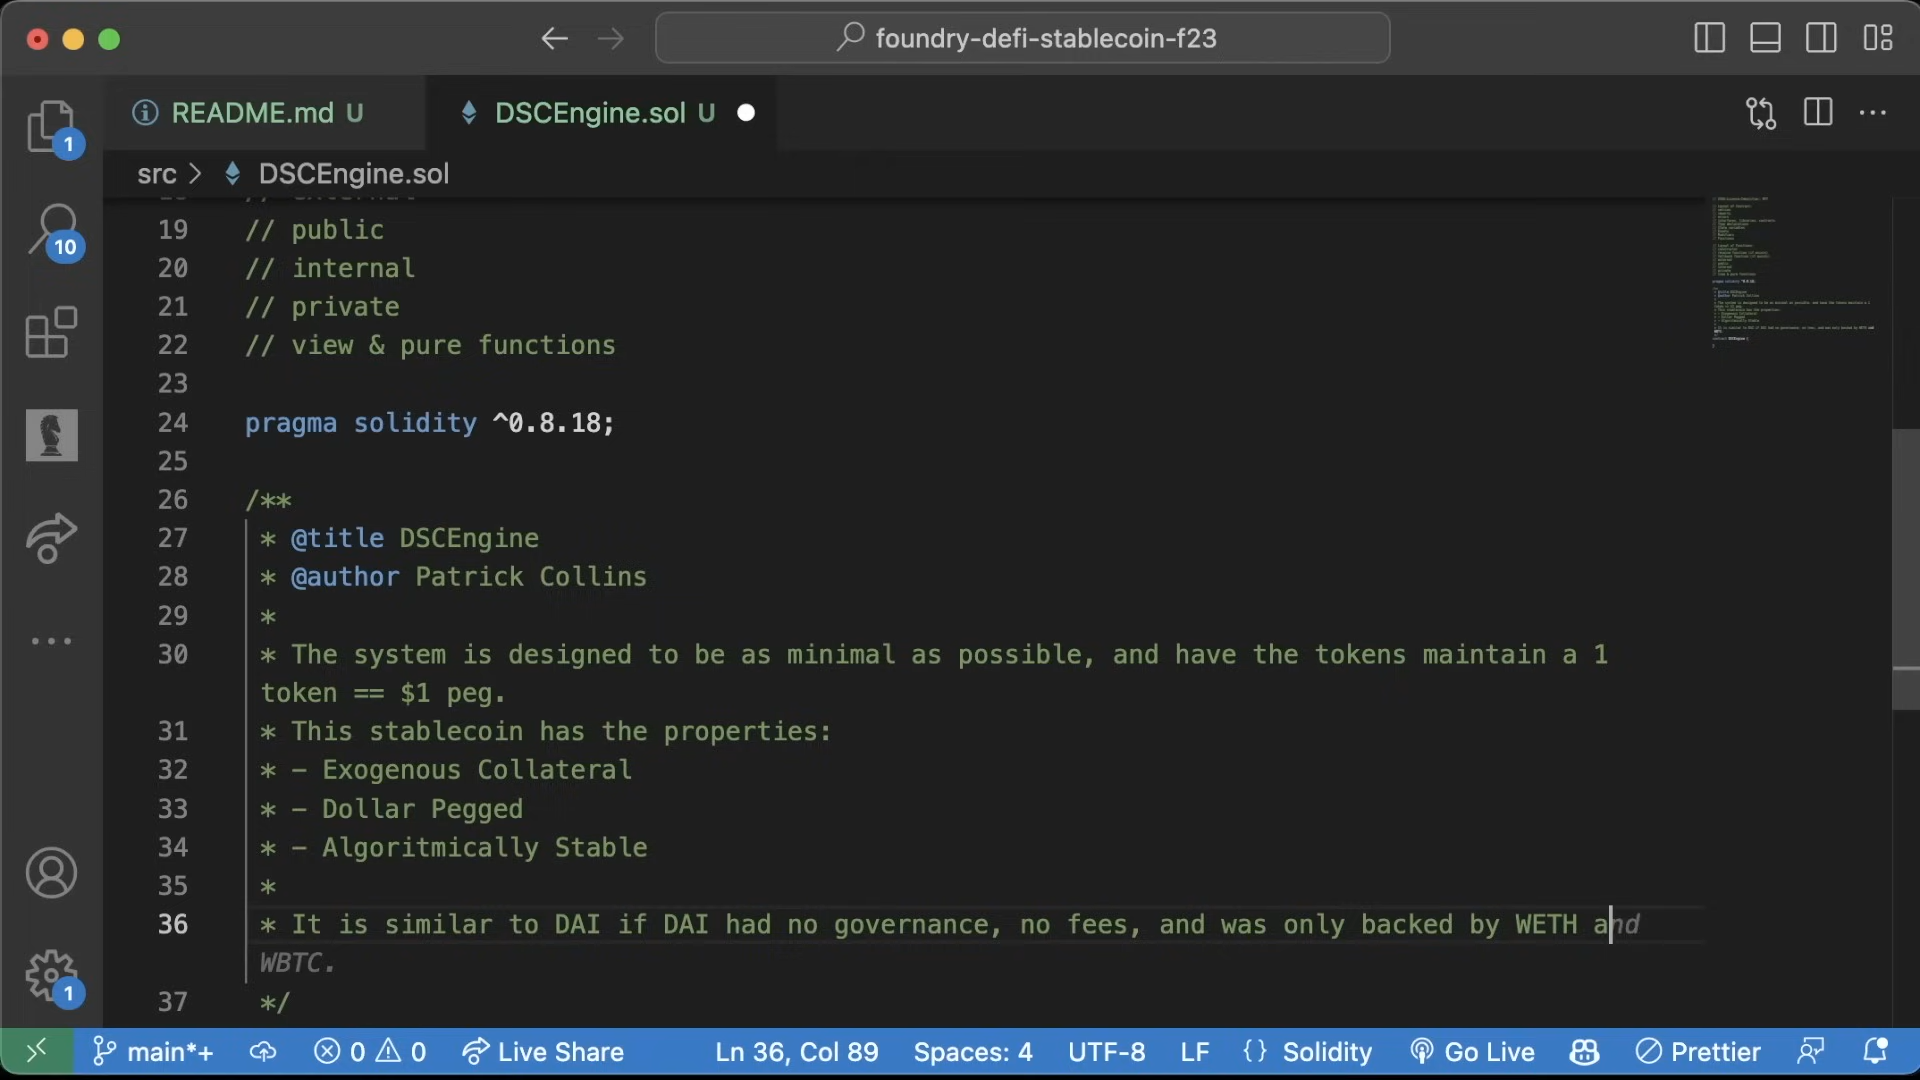 foundry-defi-stablecoin-f23
README.md U
DSCEngine.sol U
src > DSCEngine.sol
1
10
19 // public
20 // internal
21 // private
22 // view & pure functions
23
24 pragma solidity ^0.8.18;
25
26 /**
27 * @title DSCEngine
28 * @author Patrick Collins
29 *
30 * The system is designed to be as minimal as possible, and have the tokens maintain a 1
token == $1 peg.
31 * This stablecoin has the properties:
32 * - Exogenous Collateral
33 * - Dollar Pegged
34 * - Algoritmically Stable
35 *
36 * It is similar to DAI if DAI had no governance, no fees, and was only backed by WETH and
WBTC.
37 */
1
main*+ 0 0 Live Share Ln 36, Col 89 Spaces: 4 UTF-8 LF {} Solidity Go Live Prettier